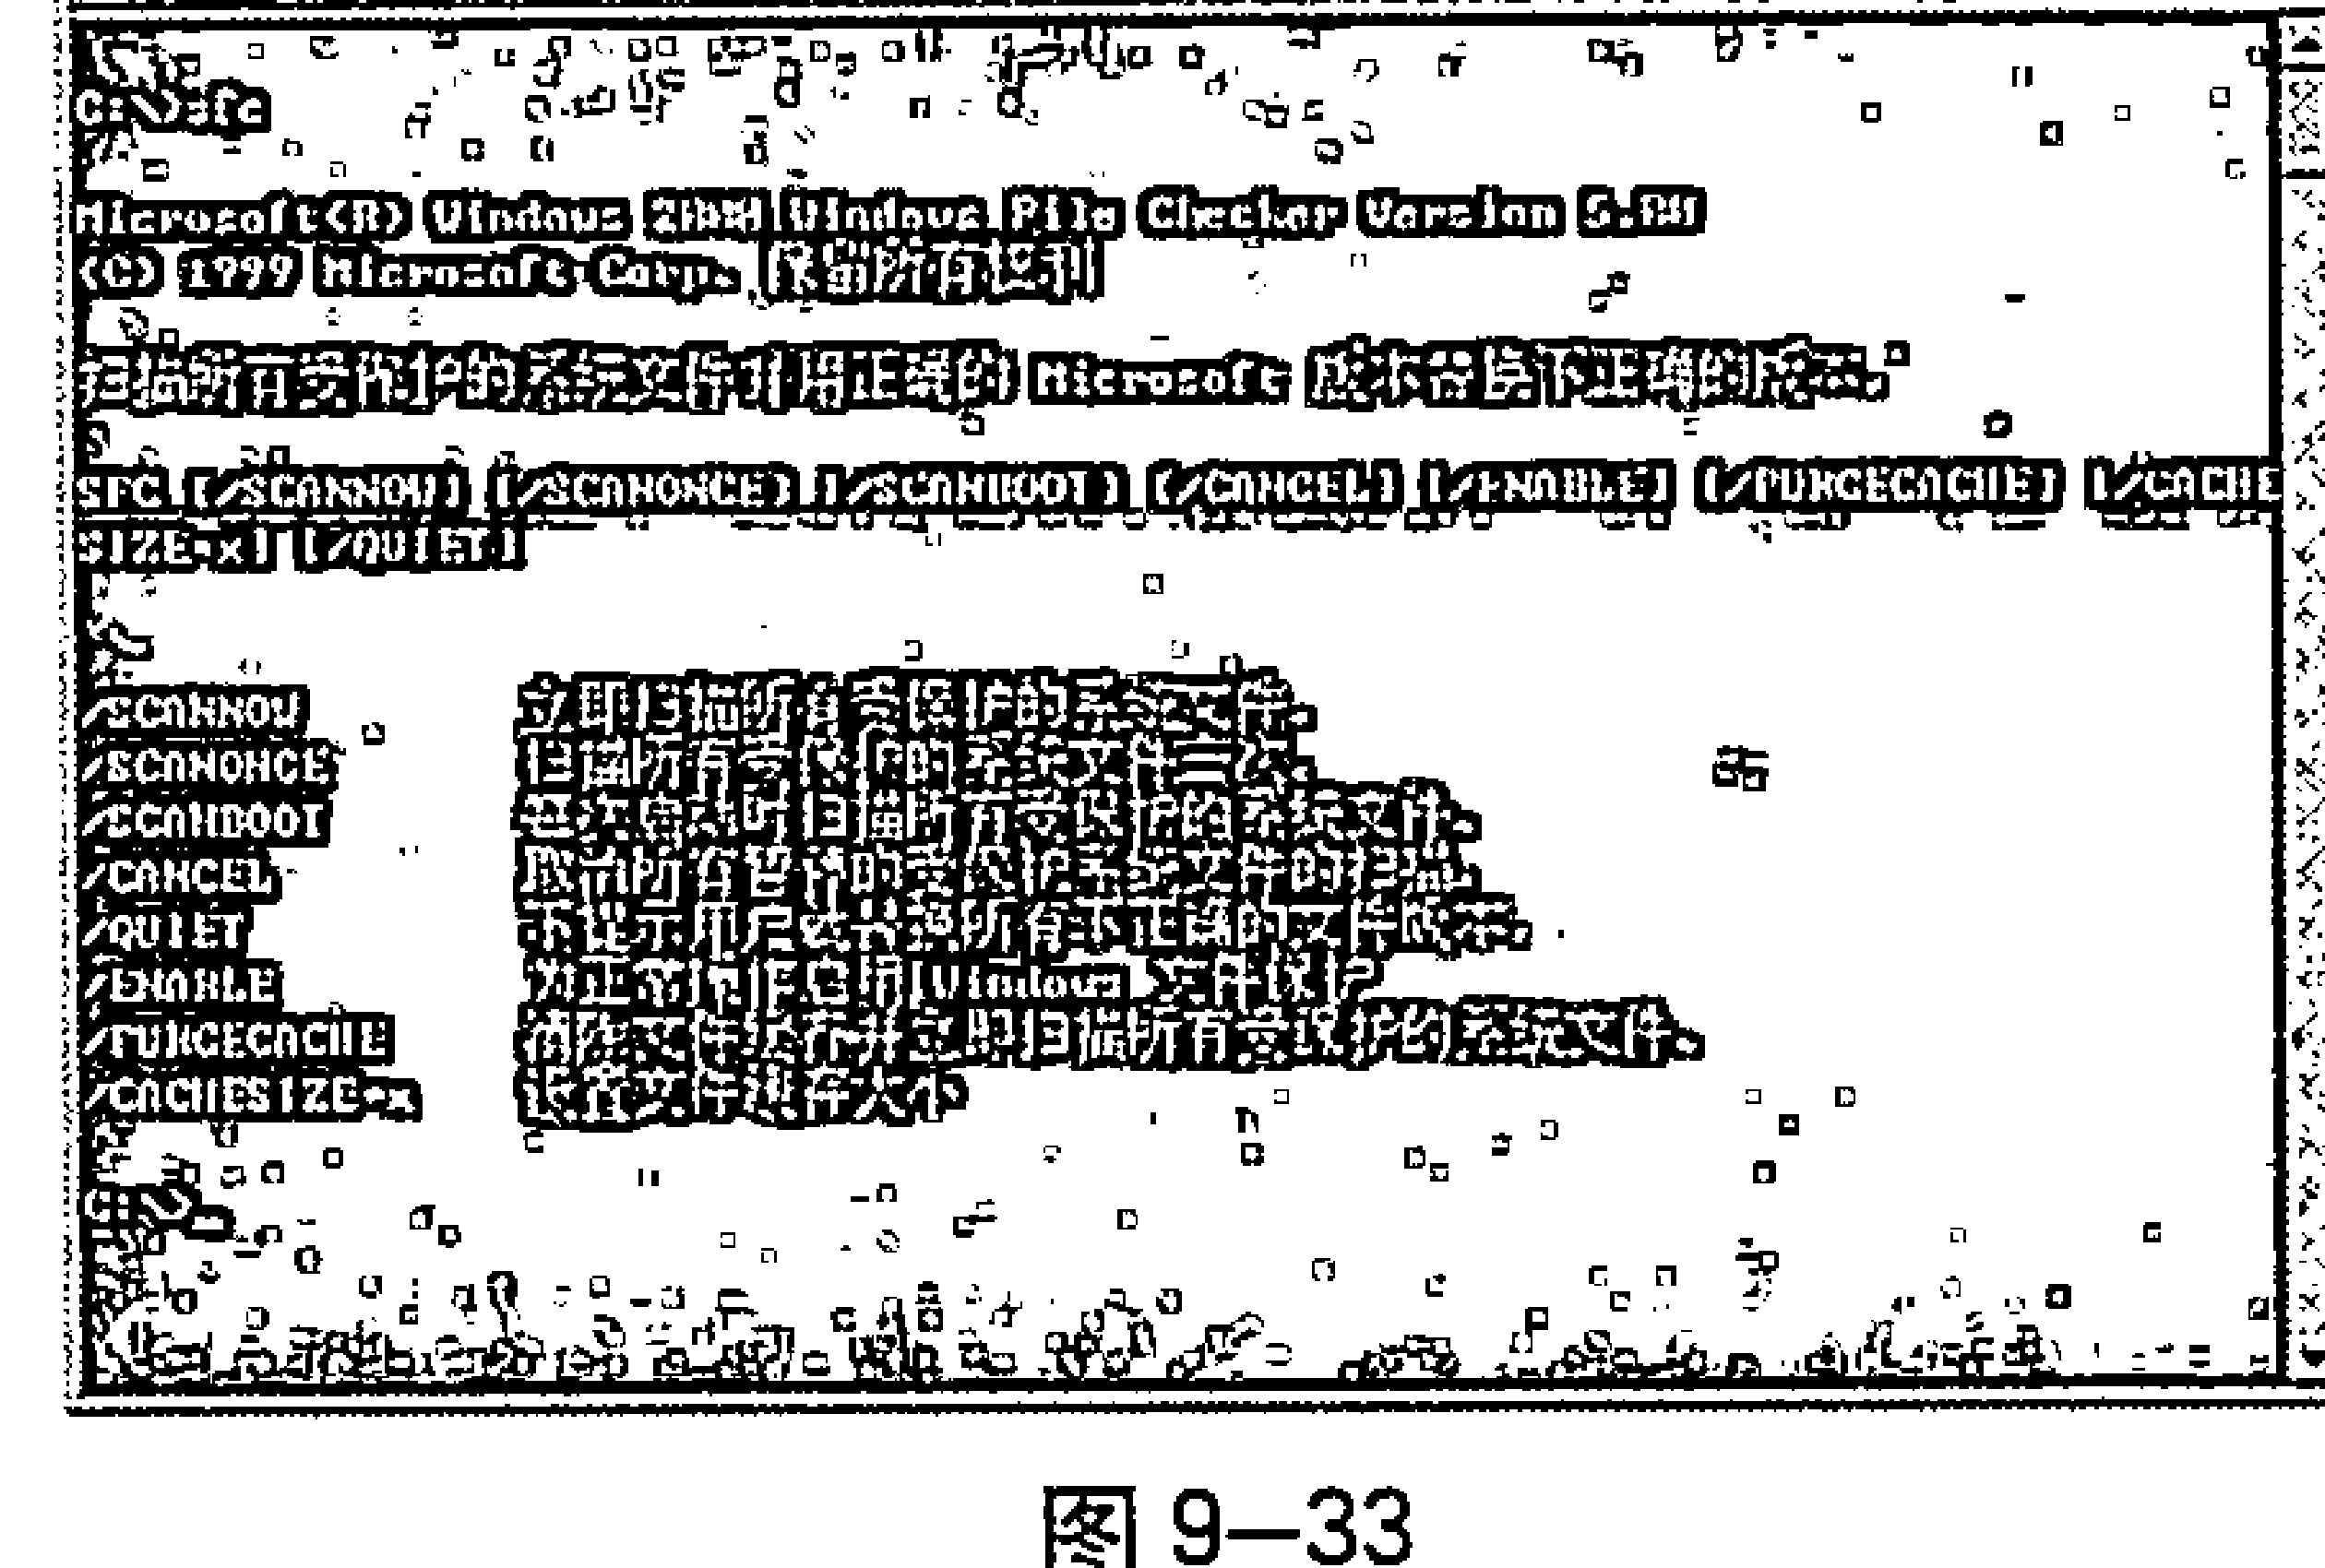 C:\>sfc
Microsoft(R) Windows 2000 Windows File Checker Version 5.00
(C) 1999 Microsoft Corp. 所有
扫描所有受保护的系统文件并用正确的 Microsoft 版本替换不正确的版本。
SFC [/SCANNOW] [/SCANONCE] [/SCANBOOT] [/CANCEL] [/ENABLE] [/PURGECACHE] [/CACHE
SIZE=x] [/QUIET]
/SCANNOW 立即扫描所有受保护的系统文件。
/SCANONCE 扫描所有受保护的系统文件一次。
/SCANBOOT 每次启动时扫描所有受保护的系统文件。
/CANCEL 取消所有暂停的受保护系统文件的扫描。
/QUIET 不提示用户就替换所有不正确的文件版本。
/ENABLE 为正常操作启用 Windows 文件保护
/PURGECACHE 清除文件缓存并立即扫描所有受保护的系统文件。
/CACHESIZE=x 设置文件缓存大小
C:\>
图 9-33